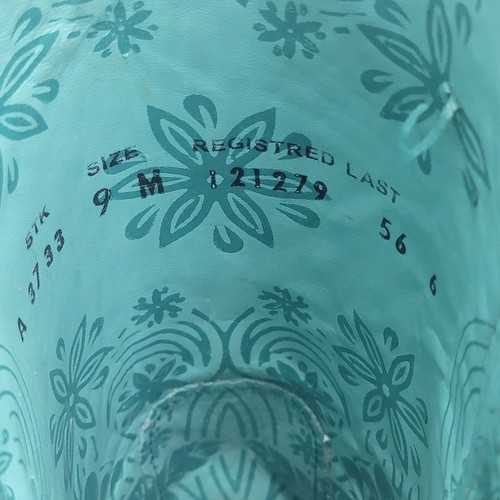 STK SIZE REGISTRED LAST
A 3733 9 M 121279 56 6